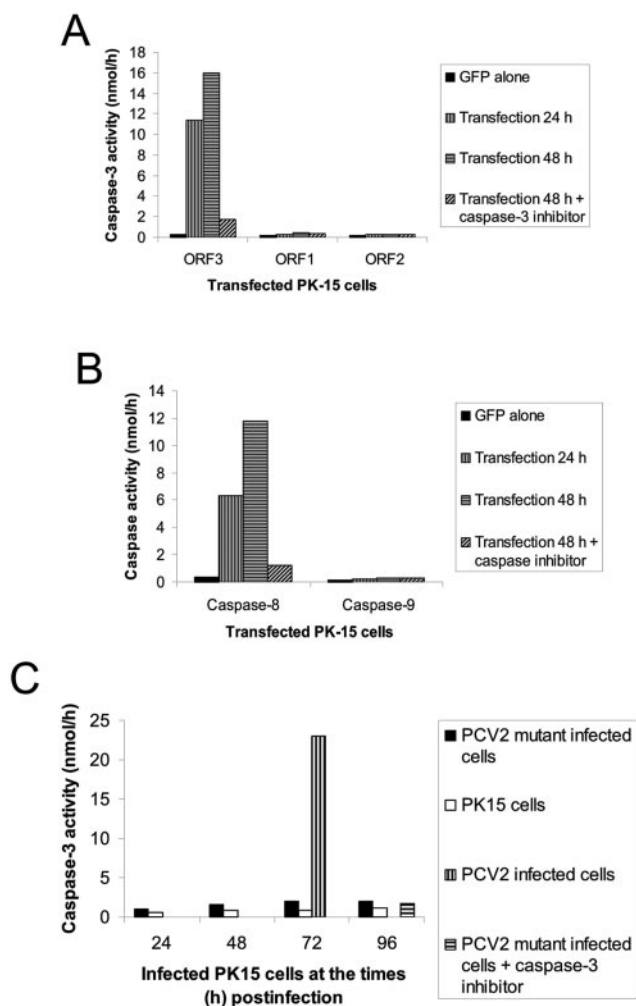 A
Caspase-3 activity (nmol/h)
18
16
14
12
10
8
6
4
2
0
ORF3 ORF1 ORF2
Transfected PK-15 cells
GFP alone
Transfection 24 h
Transfection 48 h
Transfection 48 h +
caspase-3 inhibitor
B
Caspase activity (nmol/h)
14
12
10
8
6
4
2
0
Caspase-8 Caspase-9
Transfected PK-15 cells
GFP alone
Transfection 24 h
Transfection 48 h
Transfection 48 h +
caspase inhibitor
C
Caspase-3 activity (nmol/h)
25
20
15
10
5
0
24 48 72 96
Infected PK15 cells at the times
(h) postinfection
PCV2 mutant infected
cells
PK15 cells
PCV2 infected cells
PCV2 mutant infected
cells + caspase-3
inhibitor